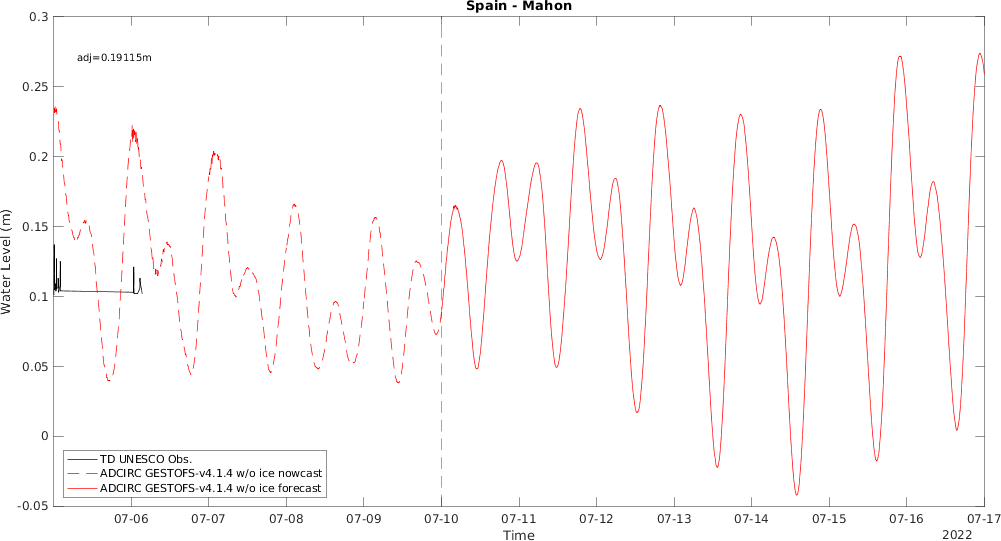 Spain - Mahon
adj=0.19115m
0.3
0.25
0.2
0.15
0.1
0.05
0
-0.05
Water Level (m)
TD UNESCO Obs.
ADCIRC GESTOFS-v4.1.4 w/o ice nowcast
ADCIRC GESTOFS-v4.1.4 w/o ice forecast
07-06 07-07 07-08 07-09 07-10 07-11 07-12 07-13 07-14 07-15 07-16 07-17
Time
2022